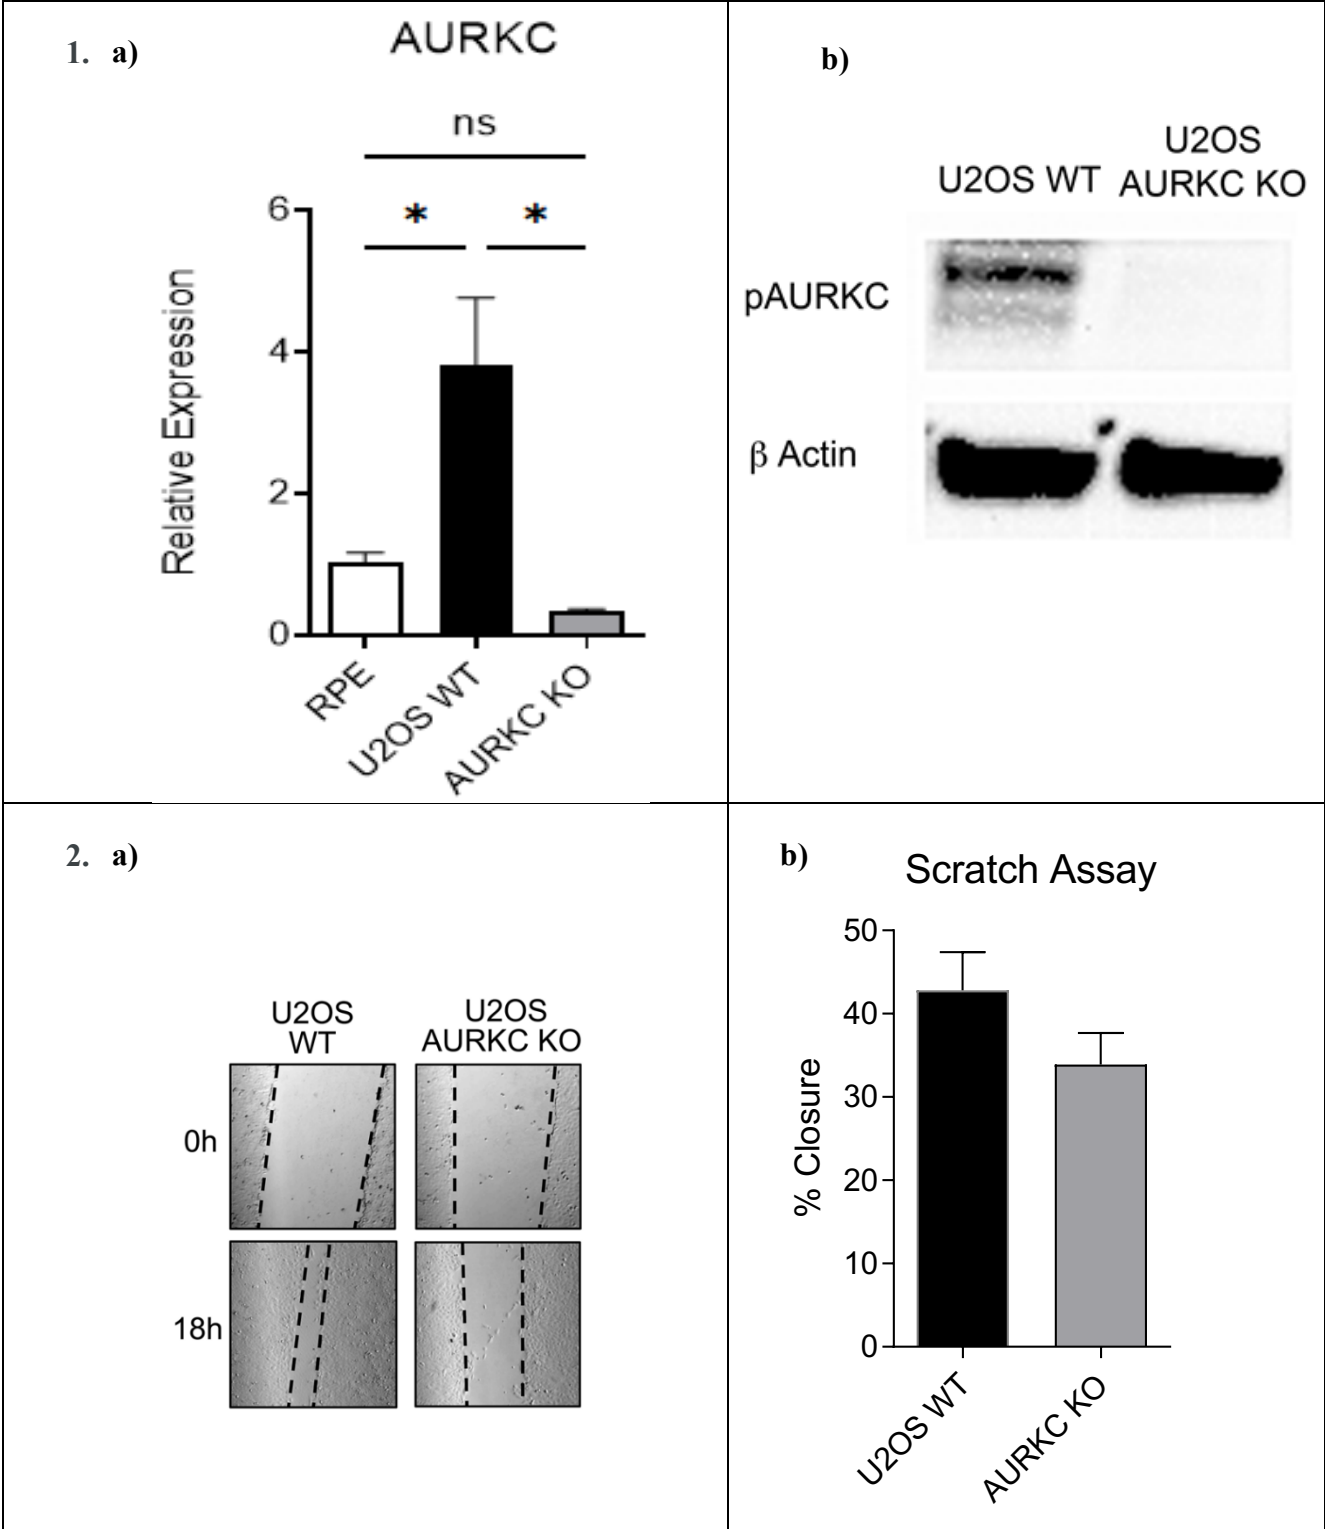 1. a)
AURKC
ns
* *
6
4
2
0
Relative Expression
RPE
U2OS WT
AURKC KO
b)
U2OS WT
U2OS
AURKC KO
pAURKC
β Actin
2. a)
U2OS
WT
U2OS
AURKC KO
0h
18h
b)
Scratch Assay
50
40
30
20
10
0
% Closure
U2OS WT
AURKC KO